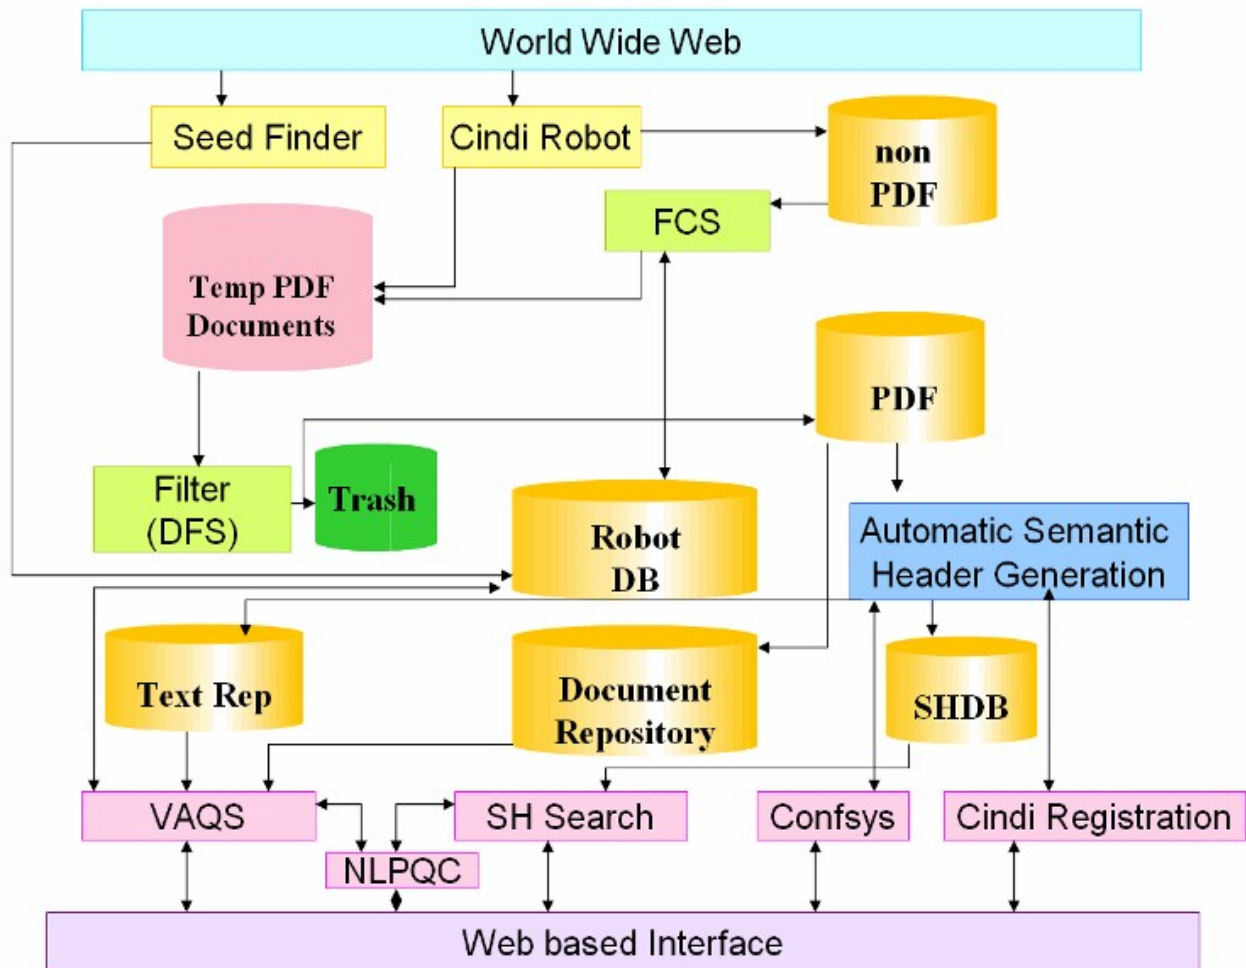 World Wide Web
Seed Finder
Cindi Robot
non
PDF
FCS
Temp PDF
Documents
PDF
Filter
(DFS)
Trash
Robot
DB
Automatic Semantic
Header Generation
Text Rep
Document
Repository
SHDB
VAQS
SH Search
Confsys
Cindi Registration
NLPQC
Web based Interface